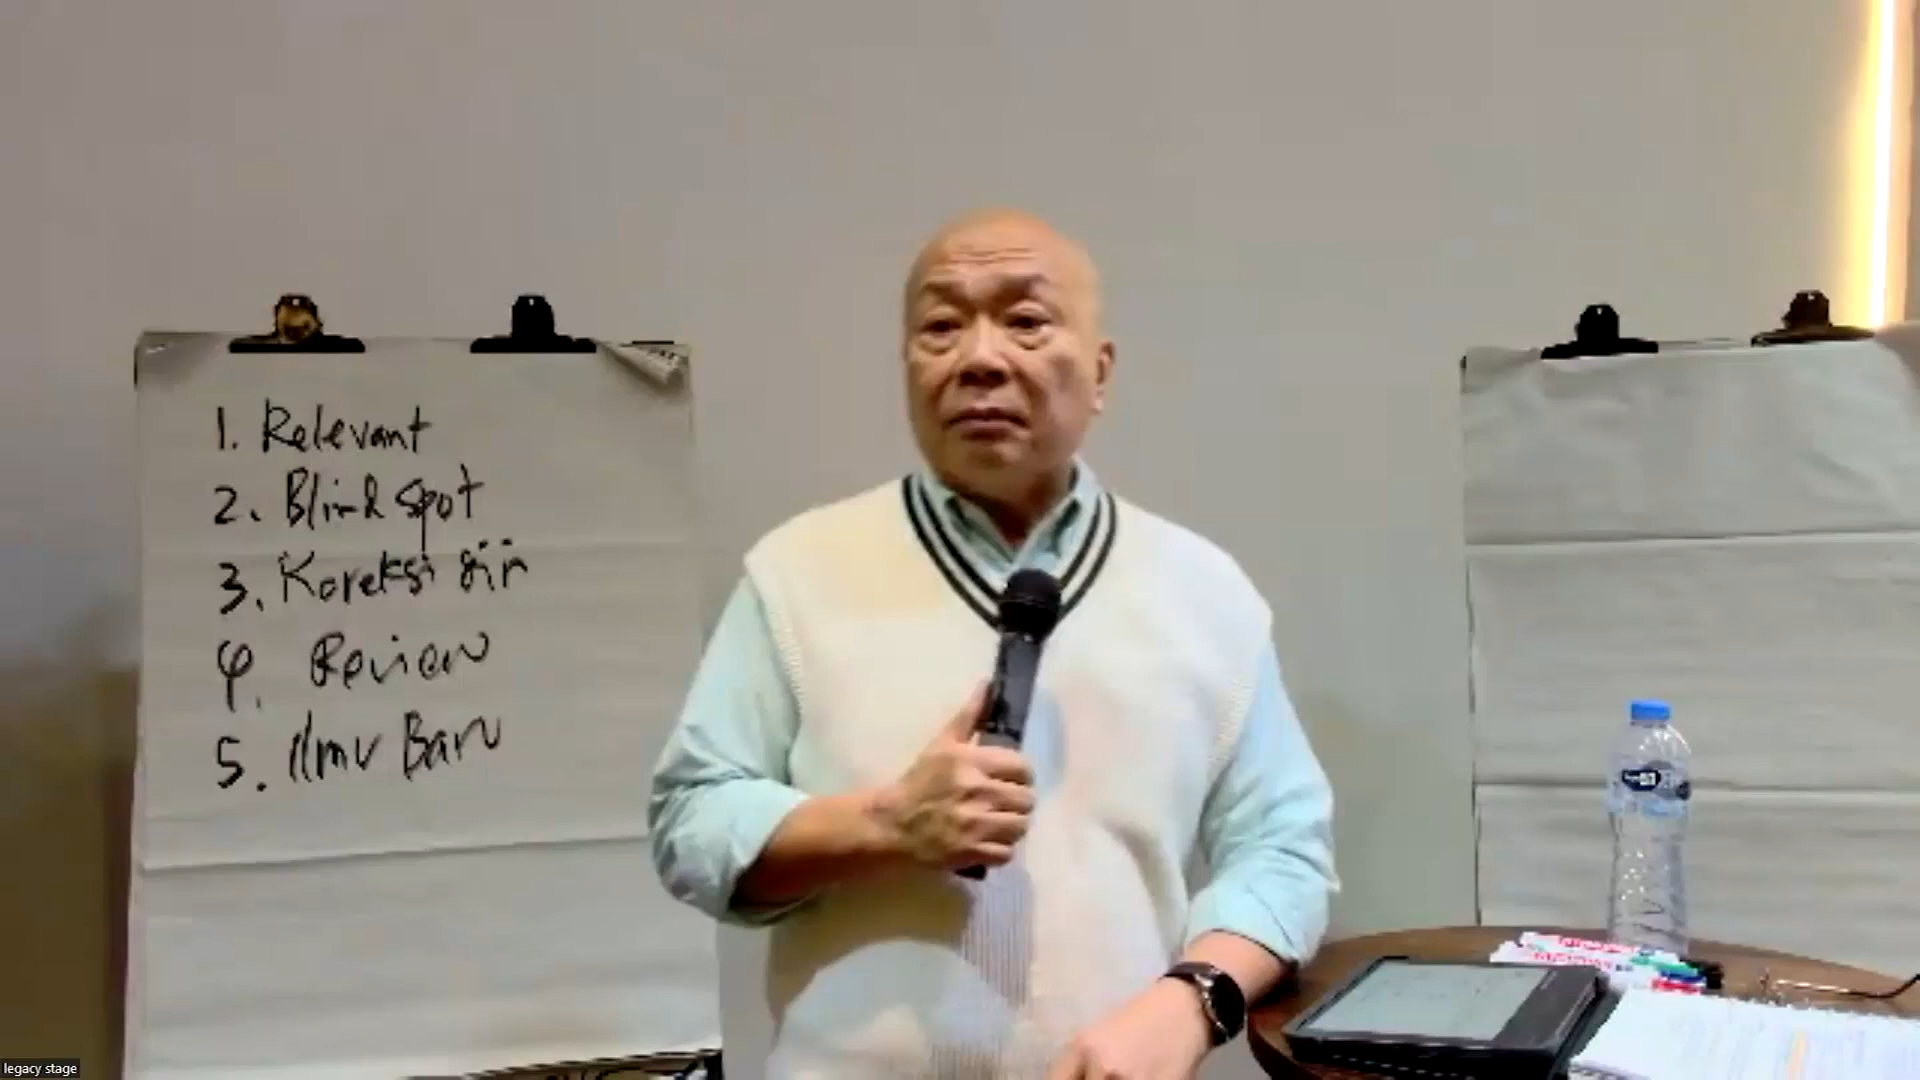 1. Relevant
2. Blind spot
3. Koreksi diri
4. Review
5. Ilmu Baru
legacy stage